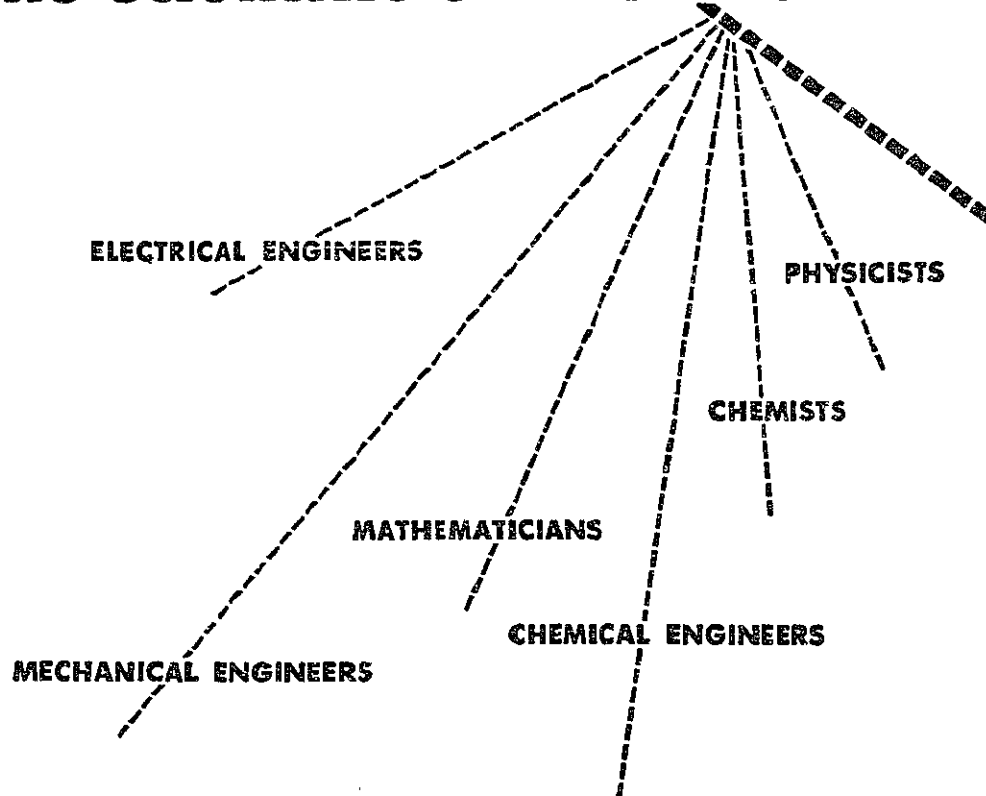 ELECTRICAL ENGINEERS
PHYSICISTS
CHEMISTS
MATHEMATICIANS
CHEMICAL ENGINEERS
MECHANICAL ENGINEERS